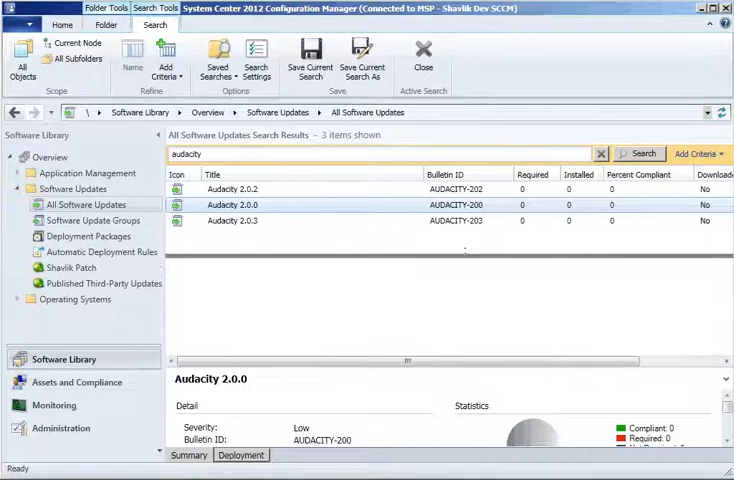 Folder Tools Search Tools System Center 2012 Configuration Manager (Connected to MSP - Shavlik Dev SCCM)
Home Folder Search
All Objects
Current Node
All Subfolders
Name
Add Criteria
Saved Searches
Search Settings
Save Current Search
Save Current Search As
Close
Scope Refine Options Save Active Search
\ Software Library Overview Software Updates All Software Updates
Software Library
All Software Updates Search Results - 3 items shown
audacity Search Add Criteria
Icon Title Bulletin ID Required Installed Percent Compliant Downloade
Audacity 2.0.2 AUDACITY-202 0 0 0 No
Audacity 2.0.0 AUDACITY-200 0 0 0 No
Audacity 2.0.3 AUDACITY-203 0 0 0 No
Overview
Application Management
Software Updates
All Software Updates
Software Update Groups
Deployment Packages
Automatic Deployment Rules
Shavlik Patch
Published Third-Party Updates
Operating Systems
Software Library
Assets and Compliance
Monitoring
Administration
Audacity 2.0.0
Detail
Severity: Low
Bulletin ID: AUDACITY-200
Statistics
Compliant: 0
Required: 0
Summary Deployment
Ready